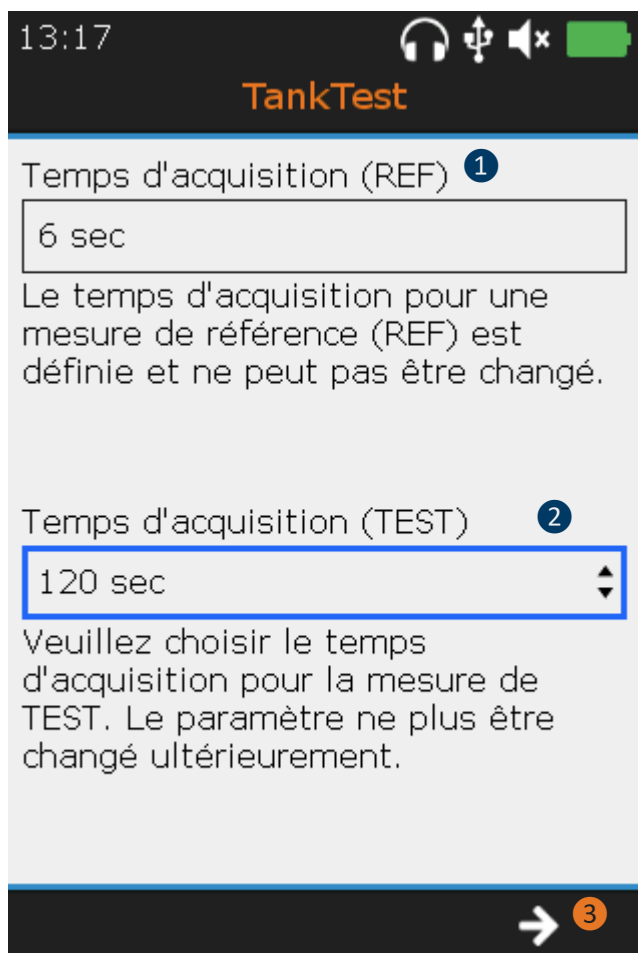 13:17
TankTest
Temps d'acquisition (REF) 1
6 sec
Le temps d'acquisition pour une
mesure de référence (REF) est
définie et ne peut pas être changé.
Temps d'acquisition (TEST) 2
120 sec
Veuillez choisir le temps
d'acquisition pour la mesure de
TEST. Le paramètre ne plus être
changé ultérieurement.
3